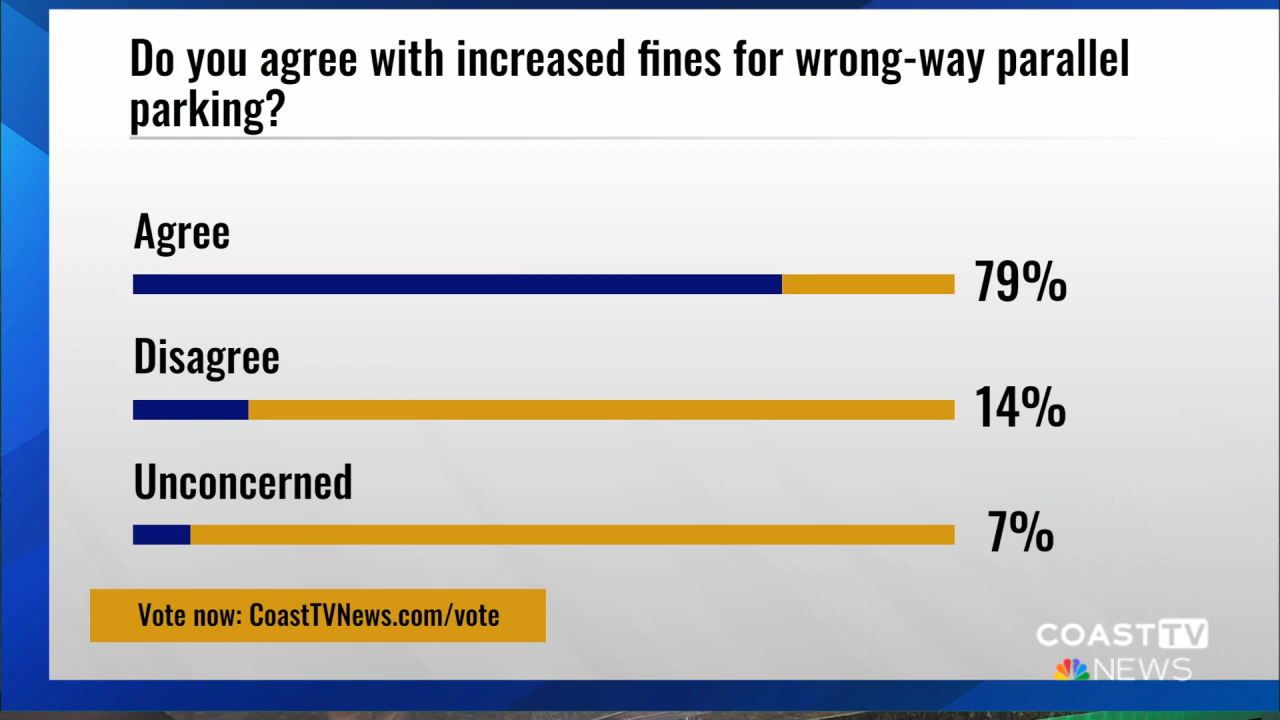 Do you agree with increased fines for wrong-way parallel
parking?
Agree
79%
Disagree
14%
Unconcerned
7%
Vote now: CoastTVNews.com/vote
COAST TV
NEWS